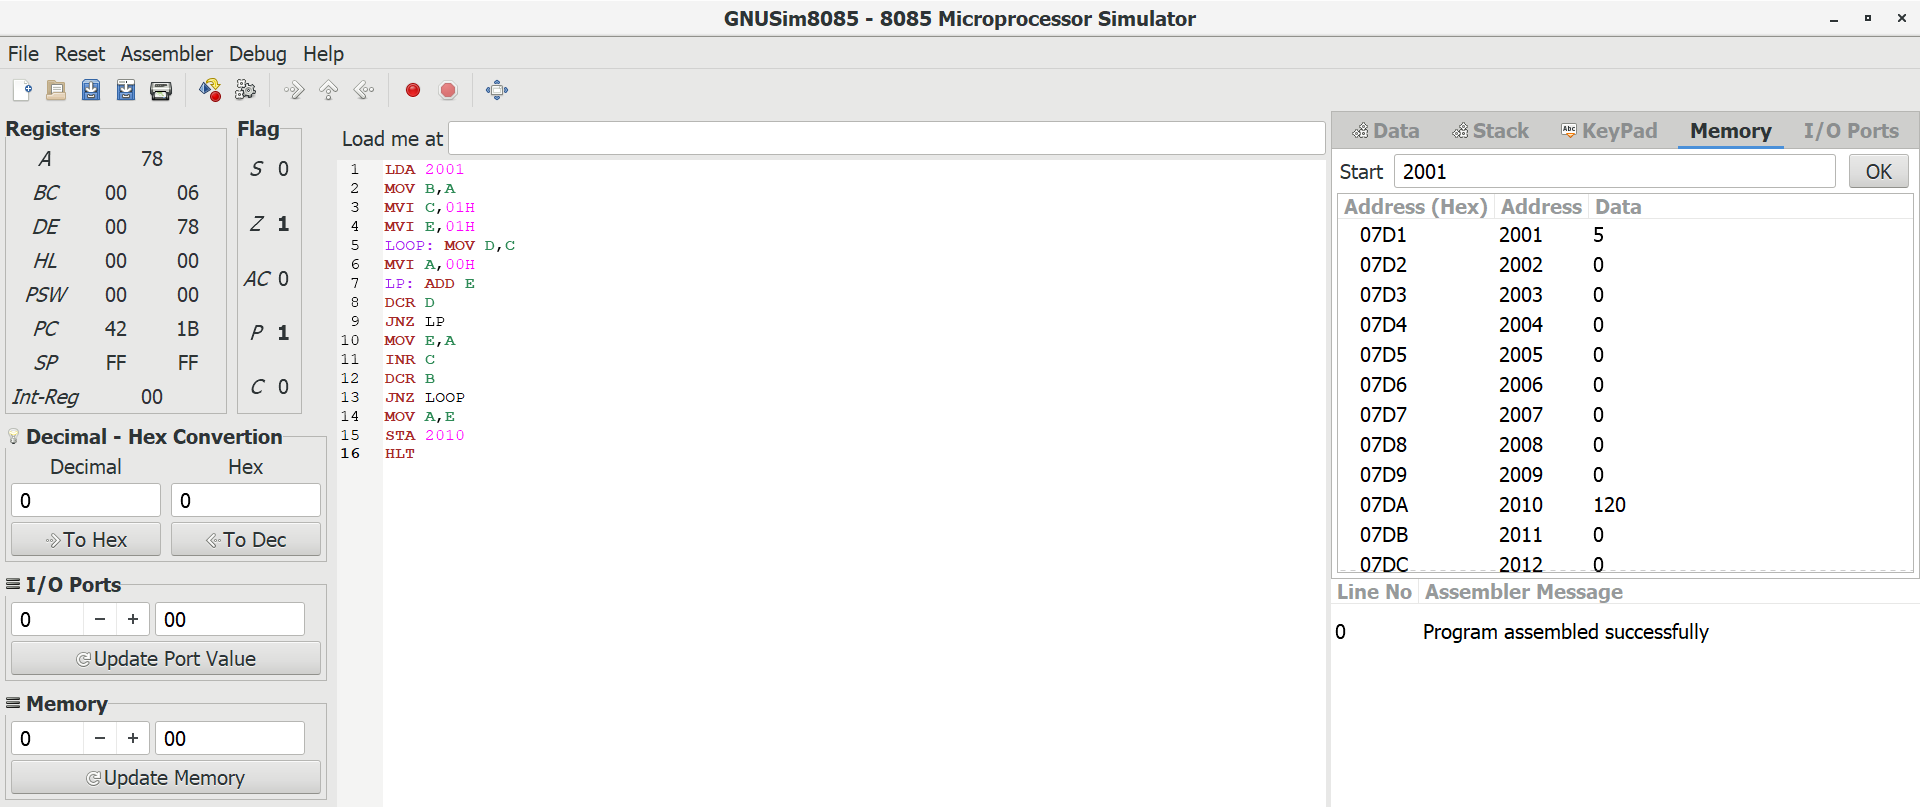 GNUSim8085 - 8085 Microprocessor Simulator
File Reset Assembler Debug Help
Registers
A 78
BC 00 06
DE 00 78
HL 00 00
PSW 00 00
PC 42 1B
SP FF FF
Int-Reg 00
Flag
S 0
Z 1
AC 0
P 1
C 0
Decimal - Hex Convertion
Decimal Hex
0 0
To Hex To Dec
I/O Ports
0 − + 00
Update Port Value
Memory
0 − + 00
Update Memory
Load me at
1 LDA 2001
2 MOV B,A
3 MVI C,01H
4 MVI E,01H
5 LOOP: MOV D,C
6 MVI A,00H
7 LP: ADD E
8 DCR D
9 JNZ LP
10 MOV E,A
11 INR C
12 DCR B
13 JNZ LOOP
14 MOV A,E
15 STA 2010
16 HLT
Data Stack Abc KeyPad Memory I/O Ports
Start 2001 OK
Address (Hex) Address Data
07D1 2001 5
07D2 2002 0
07D3 2003 0
07D4 2004 0
07D5 2005 0
07D6 2006 0
07D7 2007 0
07D8 2008 0
07D9 2009 0
07DA 2010 120
07DB 2011 0
07DC 2012 0
Line No Assembler Message
0 Program assembled successfully